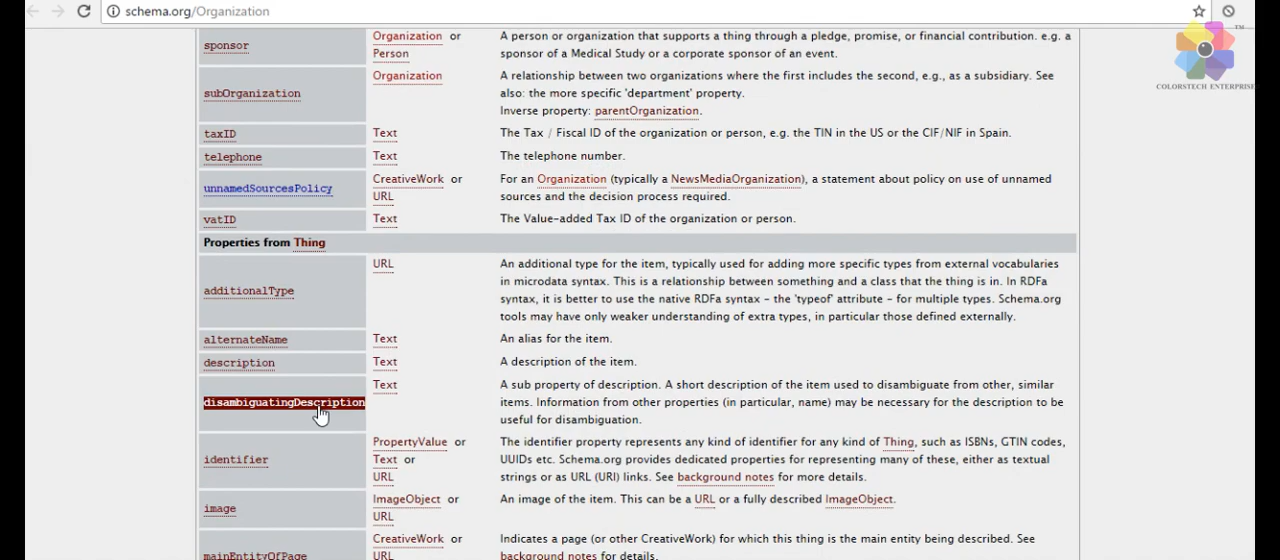 schema.org/Organization
TM
COLORSTECH ENTERPRISE
sponsor
Organization or
Person
A person or organization that supports a thing through a pledge, promise, or financial contribution. e.g. a
sponsor of a Medical Study or a corporate sponsor of an event.
subOrganization
Organization
A relationship between two organizations where the first includes the second, e.g., as a subsidiary. See
also: the more specific 'department' property.
Inverse property: parentOrganization.
taxID
Text
The Tax / Fiscal ID of the organization or person, e.g. the TIN in the US or the CIF/NIF in Spain.
telephone
Text
The telephone number.
unnamedSourcesPolicy
CreativeWork or
URL
For an Organization (typically a NewsMediaOrganization), a statement about policy on use of unnamed
sources and the decision process required.
vatID
Text
The Value-added Tax ID of the organization or person.
Properties from Thing
additionalType
URL
An additional type for the item, typically used for adding more specific types from external vocabularies
in microdata syntax. This is a relationship between something and a class that the thing is in. In RDFa
syntax, it is better to use the native RDFa syntax - the 'typeof' attribute - for multiple types. Schema.org
tools may have only weaker understanding of extra types, in particular those defined externally.
alternateName
Text
An alias for the item.
description
Text
A description of the item.
disambiguatingDescription
Text
A sub property of description. A short description of the item used to disambiguate from other, similar
items. Information from other properties (in particular, name) may be necessary for the description to be
useful for disambiguation.
identifier
PropertyValue or
Text or
URL
The identifier property represents any kind of identifier for any kind of Thing, such as ISBNs, GTIN codes,
UUIDs etc. Schema.org provides dedicated properties for representing many of these, either as textual
strings or as URL (URI) links. See background notes for more details.
image
ImageObject or
URL
An image of the item. This can be a URL or a fully described ImageObject.
mainEntityOfPage
CreativeWork or
URL
Indicates a page (or other CreativeWork) for which this thing is the main entity being described. See
background notes for details.